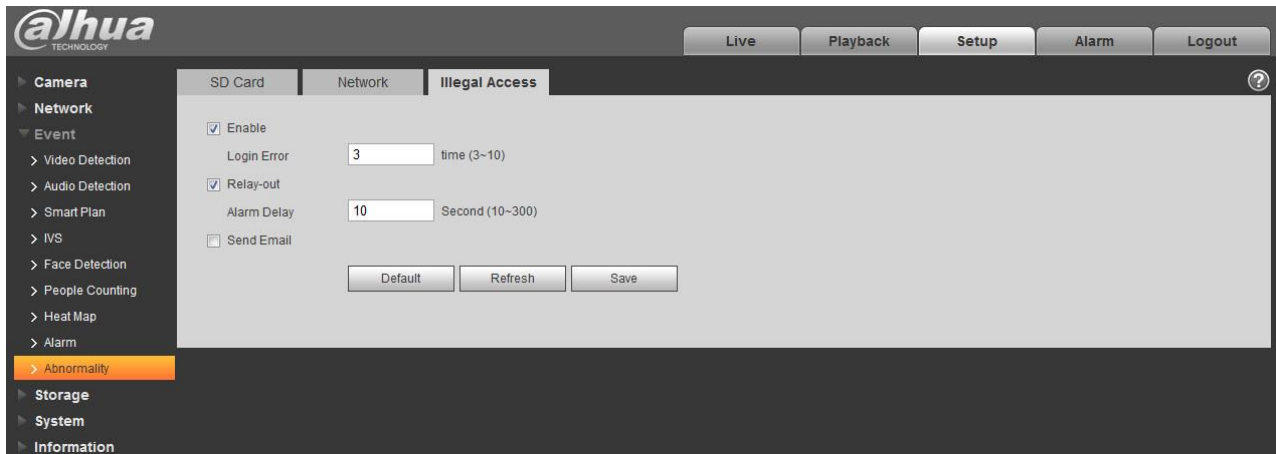 alhua
TECHNOLOGY
Live Playback Setup Alarm Logout
Camera
Network
Event
Video Detection
Audio Detection
Smart Plan
IVS
Face Detection
People Counting
Heat Map
Alarm
Abnormality
Storage
System
Information
SD Card Network Illegal Access ?
Enable
Login Error 3 time (3~10)
Relay-out
Alarm Delay 10 Second (10~300)
Send Email
Default Refresh Save